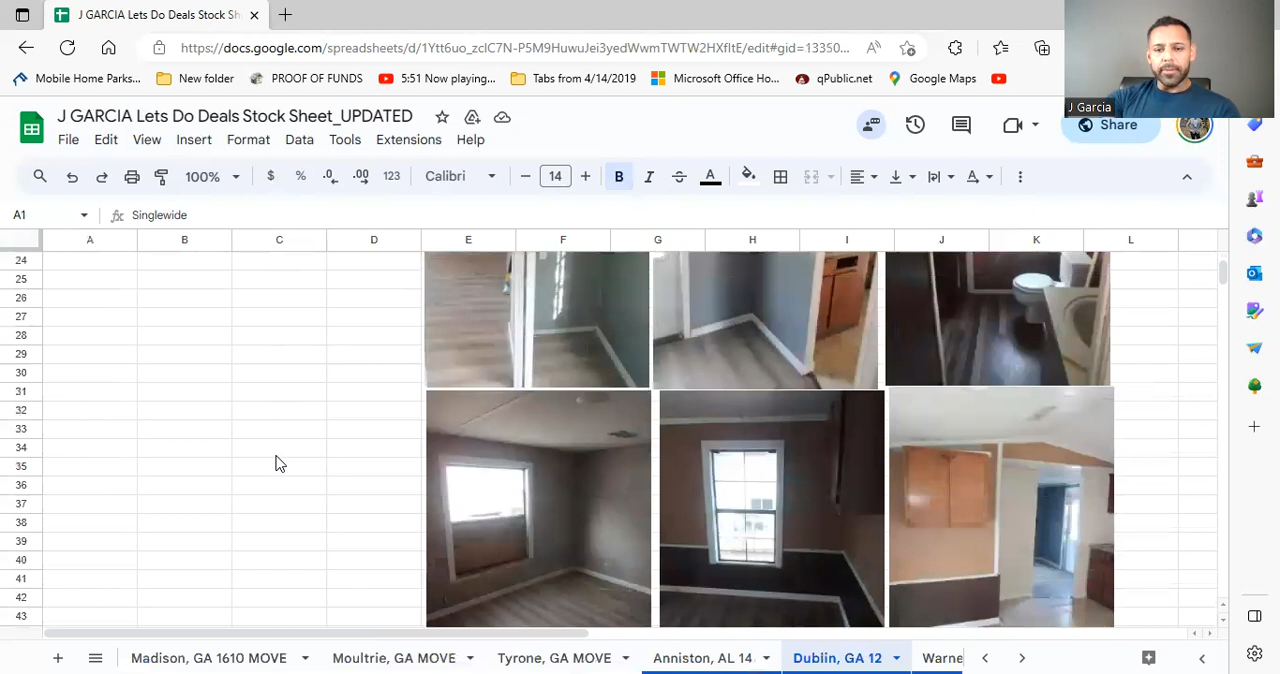 J GARCIA Lets Do Deals Stock Sh
https://docs.google.com/spreadsheets/d/1Ytt6uo_zclC7N-P5M9HuwuJei3yedWwmTWTW2HXfltE/edit#gid=13350...
Mobile Home Parks...
New folder
PROOF OF FUNDS
5:51 Now playing...
Tabs from 4/14/2019
Microsoft Office Ho...
qPublic.net
Google Maps
J Garcia
J GARCIA Lets Do Deals Stock Sheet_UPDATED
File Edit View Insert Format Data Tools Extensions Help
Share
100% $ % .0 .00 123 Calibri - 14 + B I S A
A1 fx Singlewide
A B C D E F G H I J K L
24
25
26
27
28
29
30
31
32
33
34
35
36
37
38
39
40
41
42
43
Madison, GA 1610 MOVE Moultrie, GA MOVE Tyrone, GA MOVE Anniston, AL 14 Dublin, GA 12 Warne